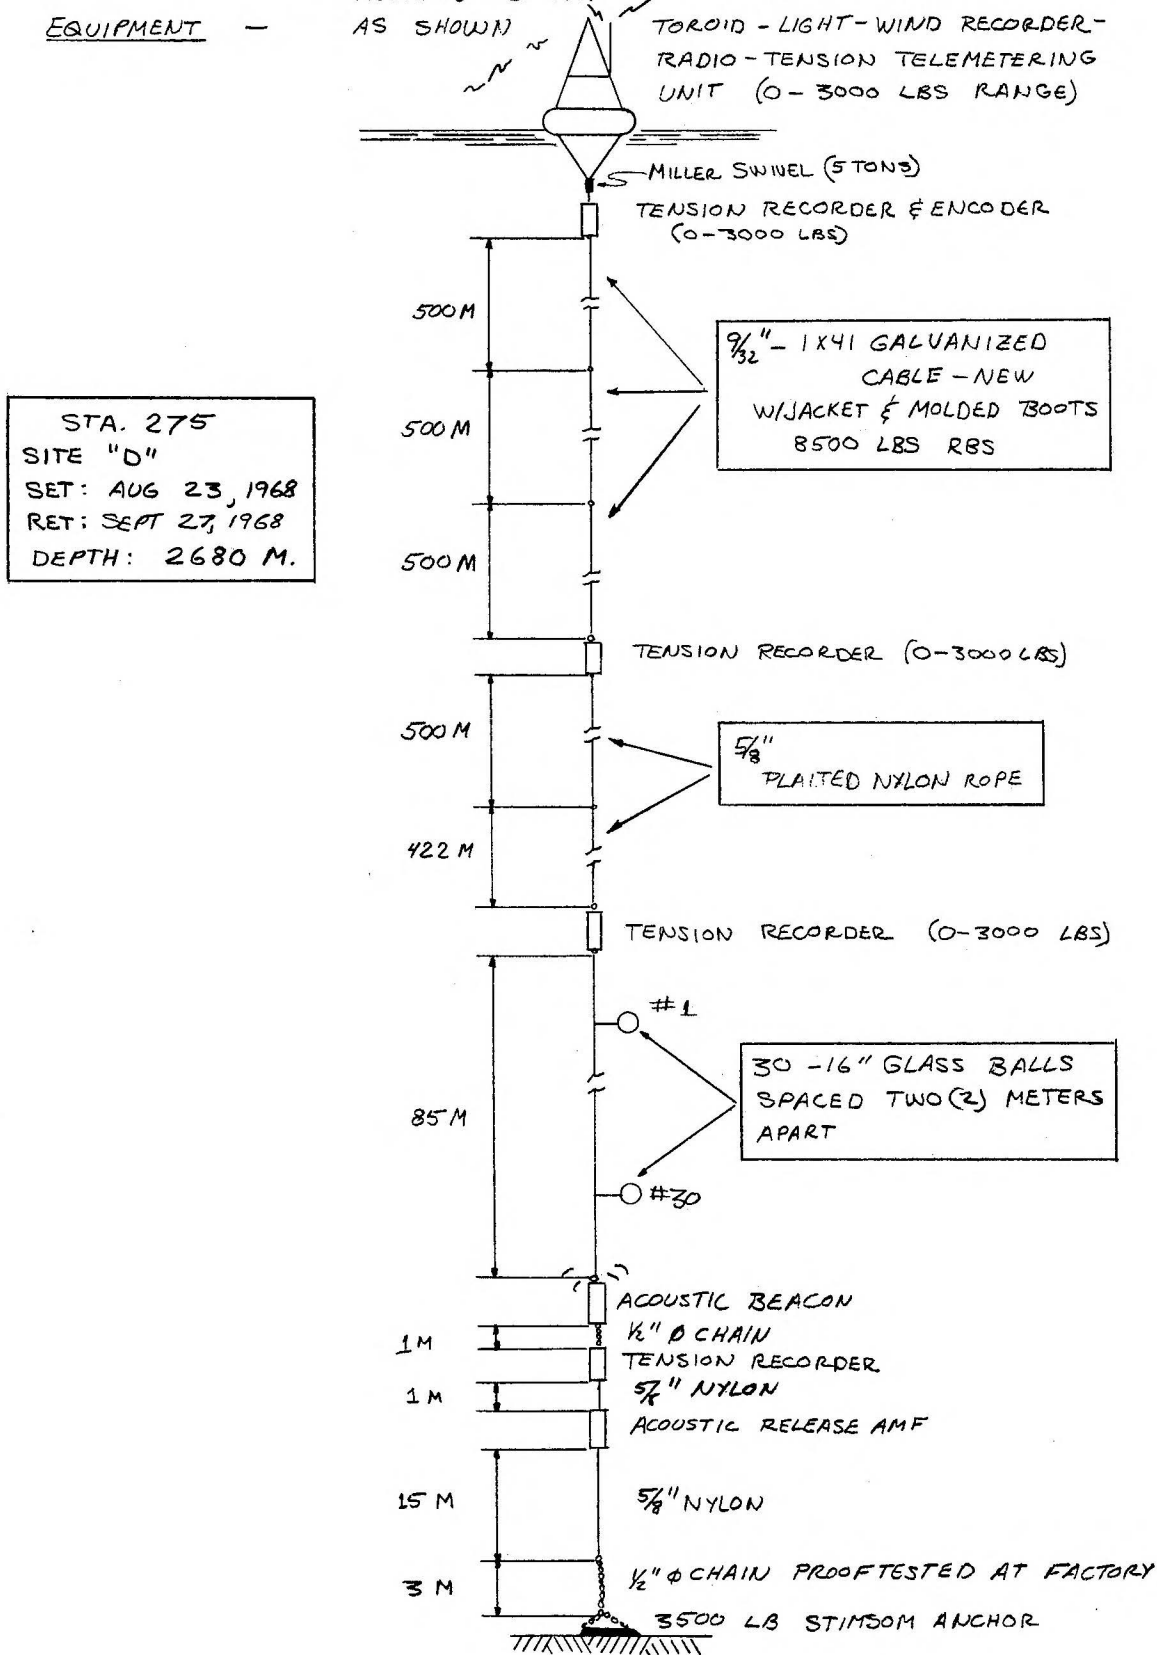 EQUIPMENT — AS SHOWN
TOROID - LIGHT - WIND RECORDER -
RADIO - TENSION TELEMETERING
UNIT (0 - 3000 LBS RANGE)
MILLER SWIVEL (5 TONS)
TENSION RECORDER & ENCODER
(0-3000 LBS)
500 M
500 M
500 M
9/32" - 1X41 GALVANIZED
CABLE - NEW
W/JACKET & MOLDED BOOTS
8500 LBS RBS
STA. 275
SITE "D"
SET: AUG 23, 1968
RET: SEPT 27, 1968
DEPTH: 2680 M.
TENSION RECORDER (0-3000 LBS)
500 M
5/8"
PLAITED NYLON ROPE
422 M
TENSION RECORDER (0-3000 LBS)
#1
30 - 16" GLASS BALLS
SPACED TWO (2) METERS
APART
85 M
#30
ACOUSTIC BEACON
1 M
1/2" Ø CHAIN
TENSION RECORDER
1 M
5/8" NYLON
ACOUSTIC RELEASE AMF
15 M
5/8" NYLON
3 M
1/2" Ø CHAIN PROOFTESTED AT FACTORY
3500 LB STIMSOM ANCHOR